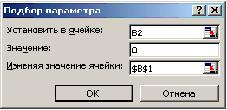 Подбор параметра
Установить в ячейке: B2
Значение: 0
Изменяя значение ячейки: $B$1
OK Отмена